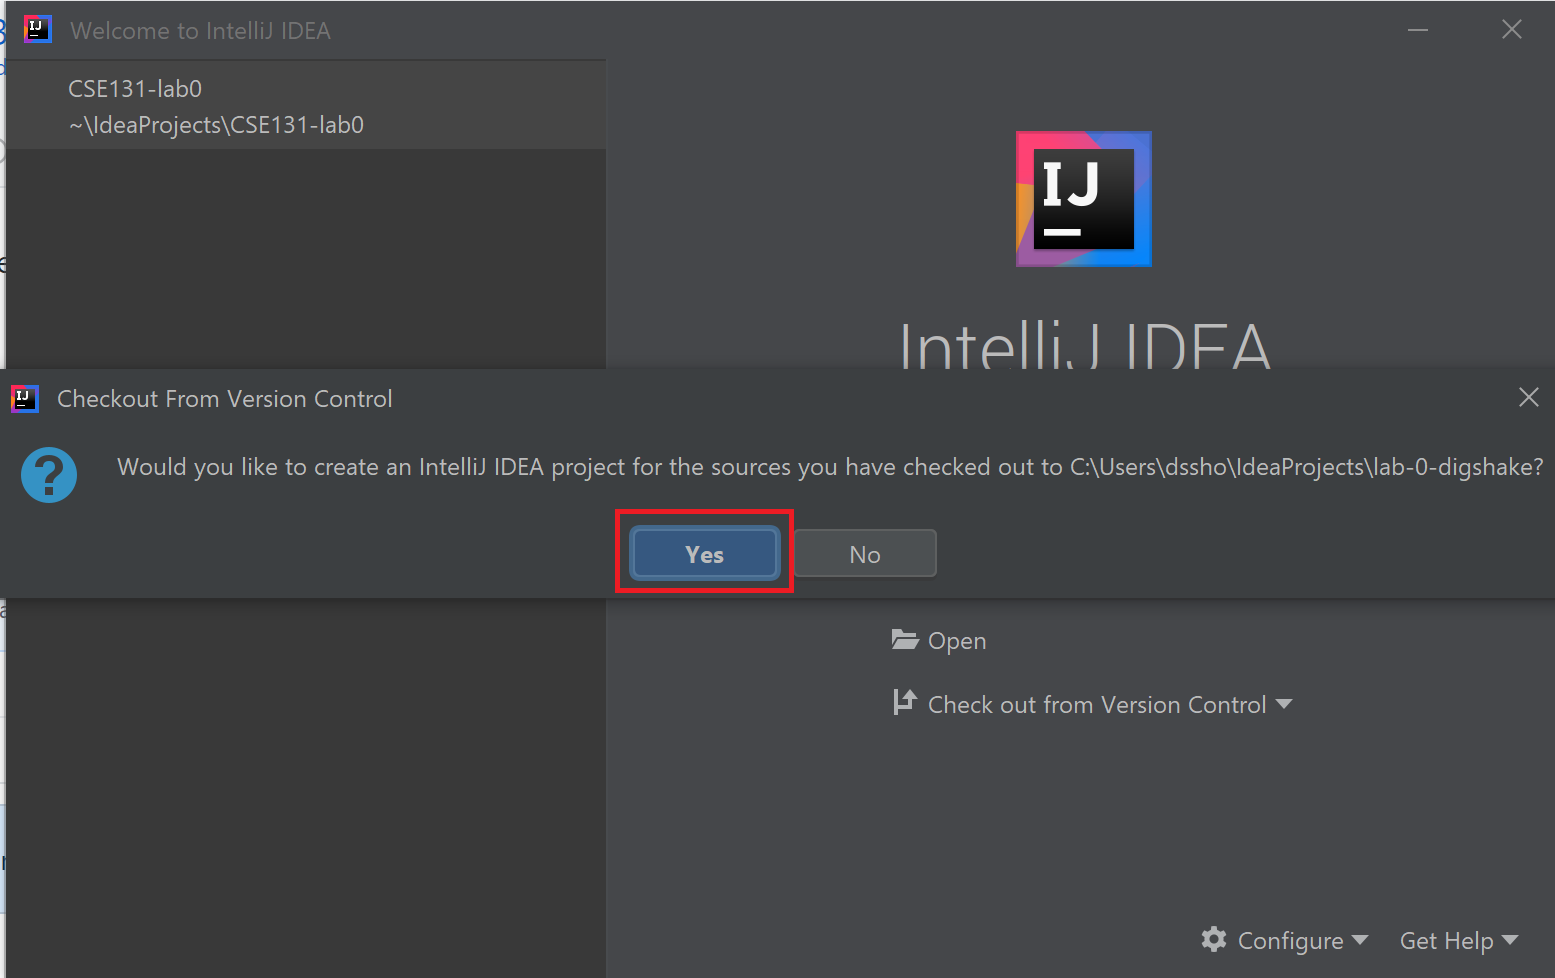 Welcome to IntelliJ IDEA
CSE131-lab0
~\IdeaProjects\CSE131-lab0
IJ
IntelliJ IDEA
Checkout From Version Control
Would you like to create an IntelliJ IDEA project for the sources you have checked out to C:\Users\dssho\IdeaProjects\lab-0-digshake?
Yes
No
Open
Check out from Version Control
Configure
Get Help